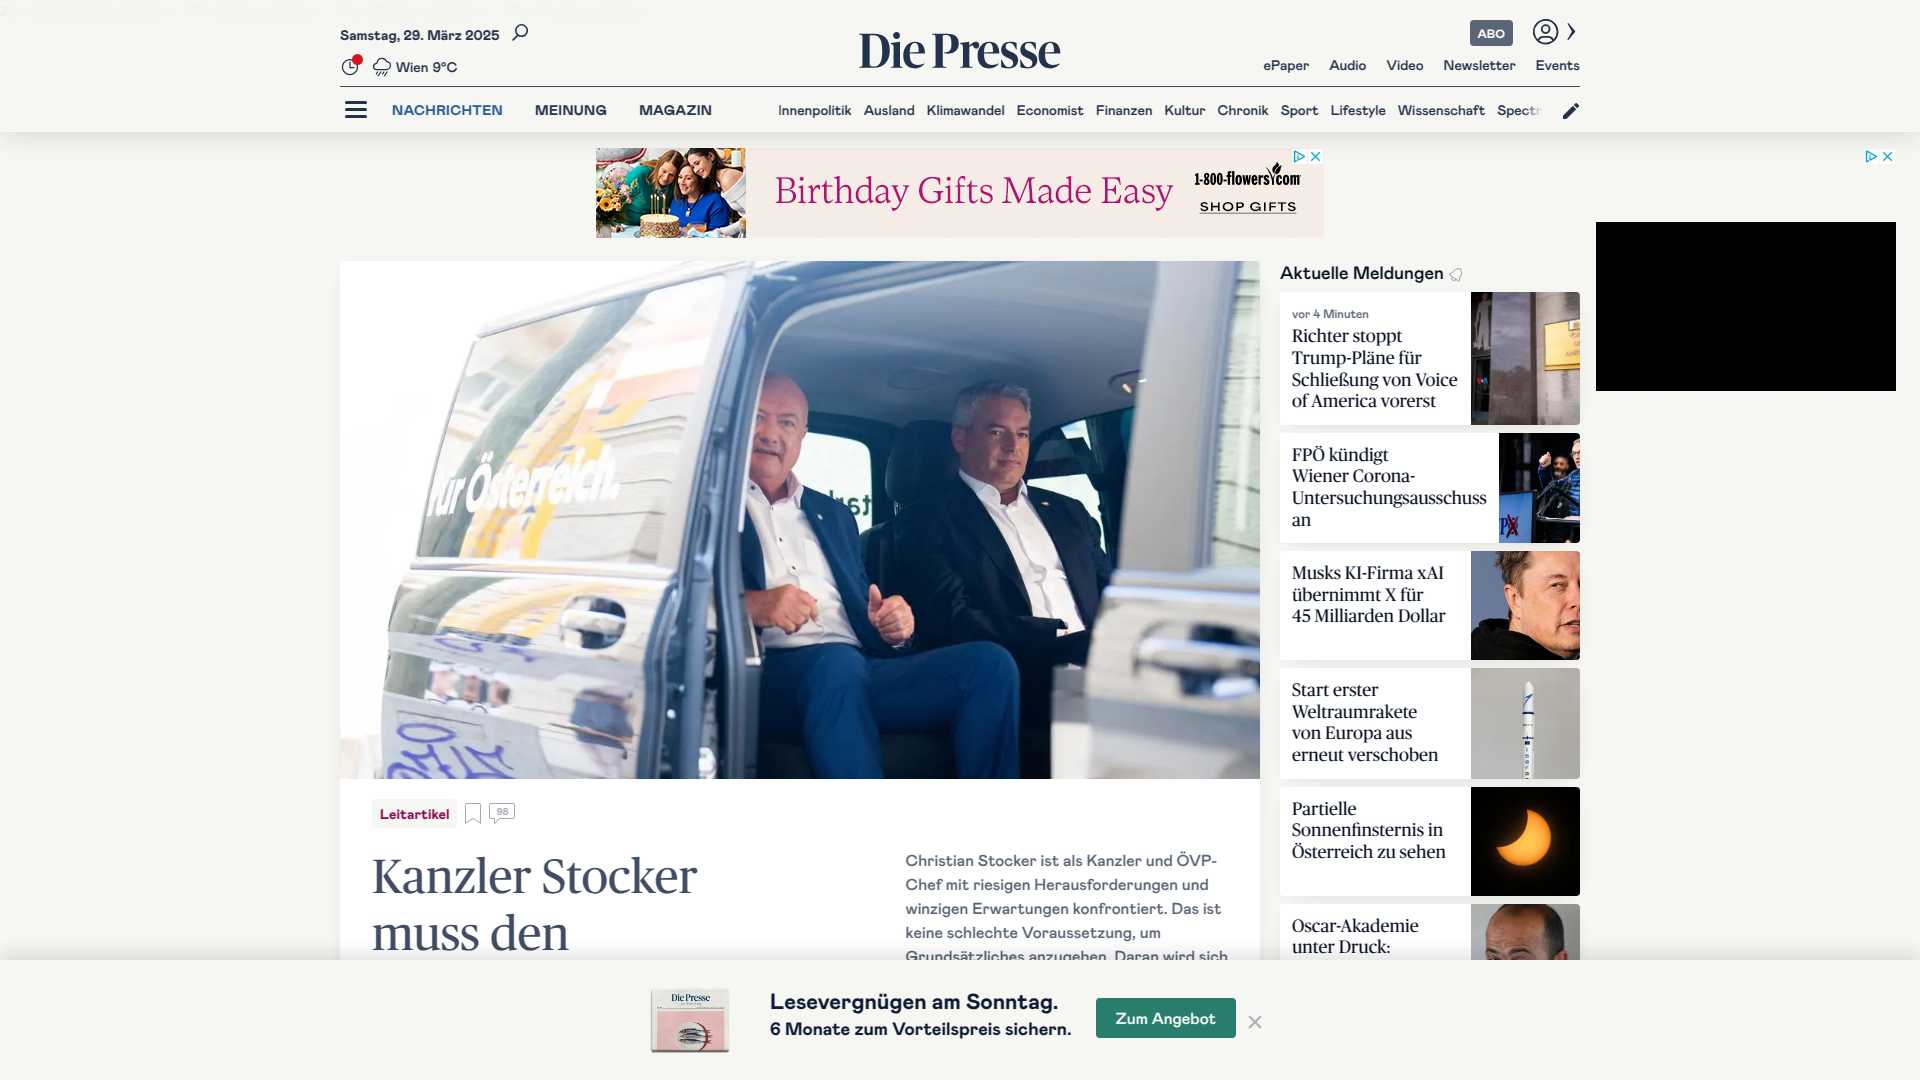 Samstag, 29. März 2025
Wien 9°C
Die Presse
ABO
ePaper Audio Video Newsletter Events
NACHRICHTEN MEINUNG MAGAZIN
Innenpolitik Ausland Klimawandel Economist Finanzen Kultur Chronik Sport Lifestyle Wissenschaft Spectr
Birthday Gifts Made Easy
1-800-flowers.com
SHOP GIFTS
für Österreich.
Leitartikel
98
Kanzler Stocker
muss den
Christian Stocker ist als Kanzler und ÖVP-
Chef mit riesigen Herausforderungen und
winzigen Erwartungen konfrontiert. Das ist
keine schlechte Voraussetzung, um
Grundsätzliches anzugehen. Daran wird sich
Aktuelle Meldungen
vor 4 Minuten
Richter stoppt
Trump-Pläne für
Schließung von Voice
of America vorerst
FPÖ kündigt
Wiener Corona-
Untersuchungsausschuss
an
Musks KI-Firma xAI
übernimmt X für
45 Milliarden Dollar
Start erster
Weltraumrakete
von Europa aus
erneut verschoben
Partielle
Sonnenfinsternis in
Österreich zu sehen
Oscar-Akademie
unter Druck:
Die Presse
Lesevergnügen am Sonntag.
6 Monate zum Vorteilspreis sichern.
Zum Angebot